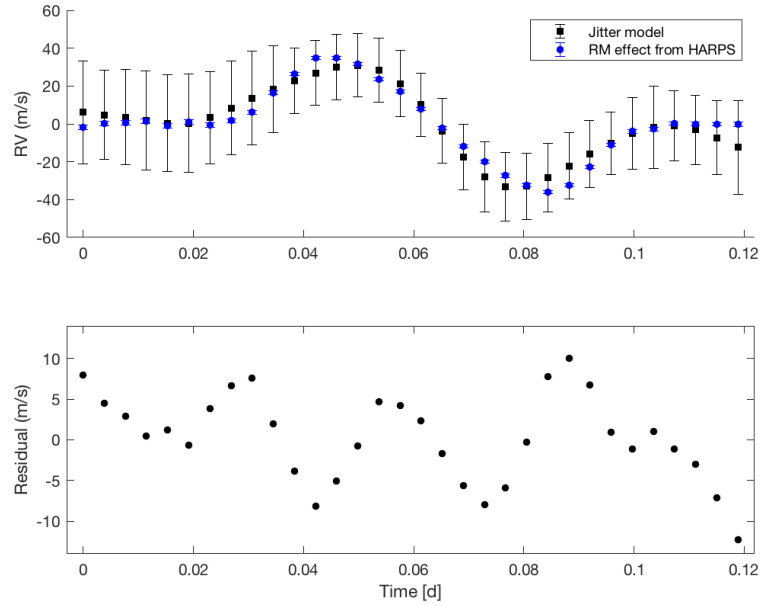 60
40
20
0
-20
-40
-60
RV (m/s)
Jitter model
RM effect from HARPS
0 0.02 0.04 0.06 0.08 0.1 0.12
10
5
0
-5
-10
Residual (m/s)
0 0.02 0.04 0.06 0.08 0.1 0.12
Time [d]